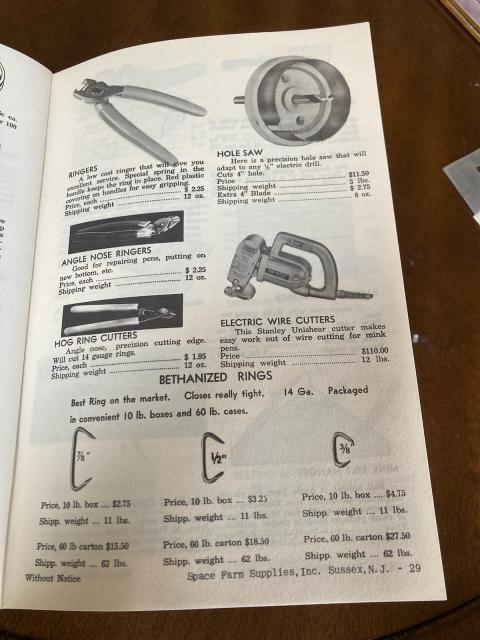 RINGERS
A low cost ringer that will give you
excellent service. Special spring in the
handle keeps the ring in place. Red plastic
covering on handles for easy gripping.
Price, each $ 2.25
Shipping weight 12 oz.
ANGLE NOSE RINGERS
Good for repairing pens, putting on
new bottom, etc.
Price, each $ 2.25
Shipping weight 12 oz.
HOG RING CUTTERS
Angle nose, precision cutting edge.
Will cut 14 gauge rings.
Price, each $ 1.95
Shipping weight 12 oz.
HOLE SAW
Here is a precision hole saw that will
adapt to any ½" electric drill.
Cuts 4" hole.
Price $11.50
Shipping weight 3 lbs.
Extra 4" Blade $ 2.75
Shipping weight 8 oz.
ELECTRIC WIRE CUTTERS
This Stanley Unishear cutter makes
easy work out of wire cutting for mink
pens.
Price $110.00
Shipping weight 12 lbs.
BETHANIZED RINGS
Best Ring on the market. Closes really tight. 14 Ga. Packaged
in convenient 10 lb. boxes and 60 lb. cases.
⅞"
½"
⅜"
Price, 10 lb. box .... $2.75
Shipp. weight .... 11 lbs.
Price, 60 lb carton $15.50
Shipp. weight .... 62 lbs.
Price, 10 lb. box .... $3.25
Shipp. weight .... 11 lbs.
Price, 60 lb. carton $18.50
Shipp. weight .... 62 lbs.
Price, 10 lb. box .... $4.75
Shipp. weight .... 11 lbs.
Price, 60 lb. carton $27.50
Shipp. weight .... 62 lbs.
Without Notice
Space Farm Supplies, Inc. Sussex, N.J. - 29
ea.
100